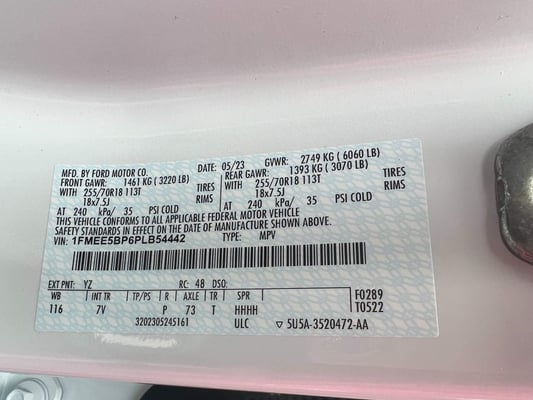 MFD. BY FORD MOTOR CO. DATE: 05/23 GVWR: 2749 KG ( 6060 LB)
FRONT GAWR: 1461 KG ( 3220 LB) REAR GAWR: 1393 KG ( 3070 LB)
WITH 255/70R18 113T TIRES WITH 255/70R18 113T TIRES
18x7.5J RIMS 18x7.5J RIMS
AT 240 kPa/ 35 PSI COLD AT 240 kPa/ 35 PSI COLD
THIS VEHICLE CONFORMS TO ALL APPLICABLE FEDERAL MOTOR VEHICLE
SAFETY STANDARDS IN EFFECT ON THE DATE OF MANUFACTURE SHOWN ABOVE.
VIN: 1FMEE5BP6PLB54442 TYPE: MPV
EXT PNT: YZ RC: 48 DSO:
WB INT TR TP/PS R AXLE TR SPR F0289
116 7V P 73 T HHHH T0522
3202305245161 ULC ▽ 5U5A-3520472-AA